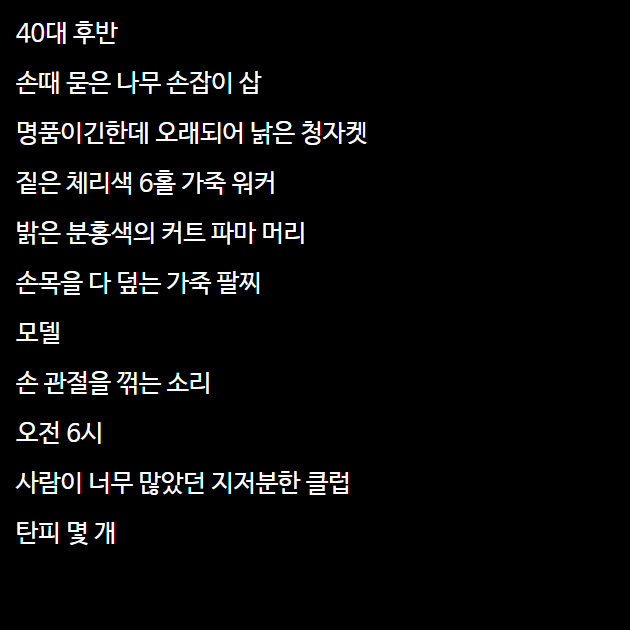 40대 후반
손때 묻은 나무 손잡이 삽
명품이긴한데 오래되어 낡은 청자켓
짙은 체리색 6홀 가죽 워커
밝은 분홍색의 커트 파마 머리
손목을 다 덮는 가죽 팔찌
모델
손 관절을 꺾는 소리
오전 6시
사람이 너무 많았던 지저분한 클럽
탄피 몇 개